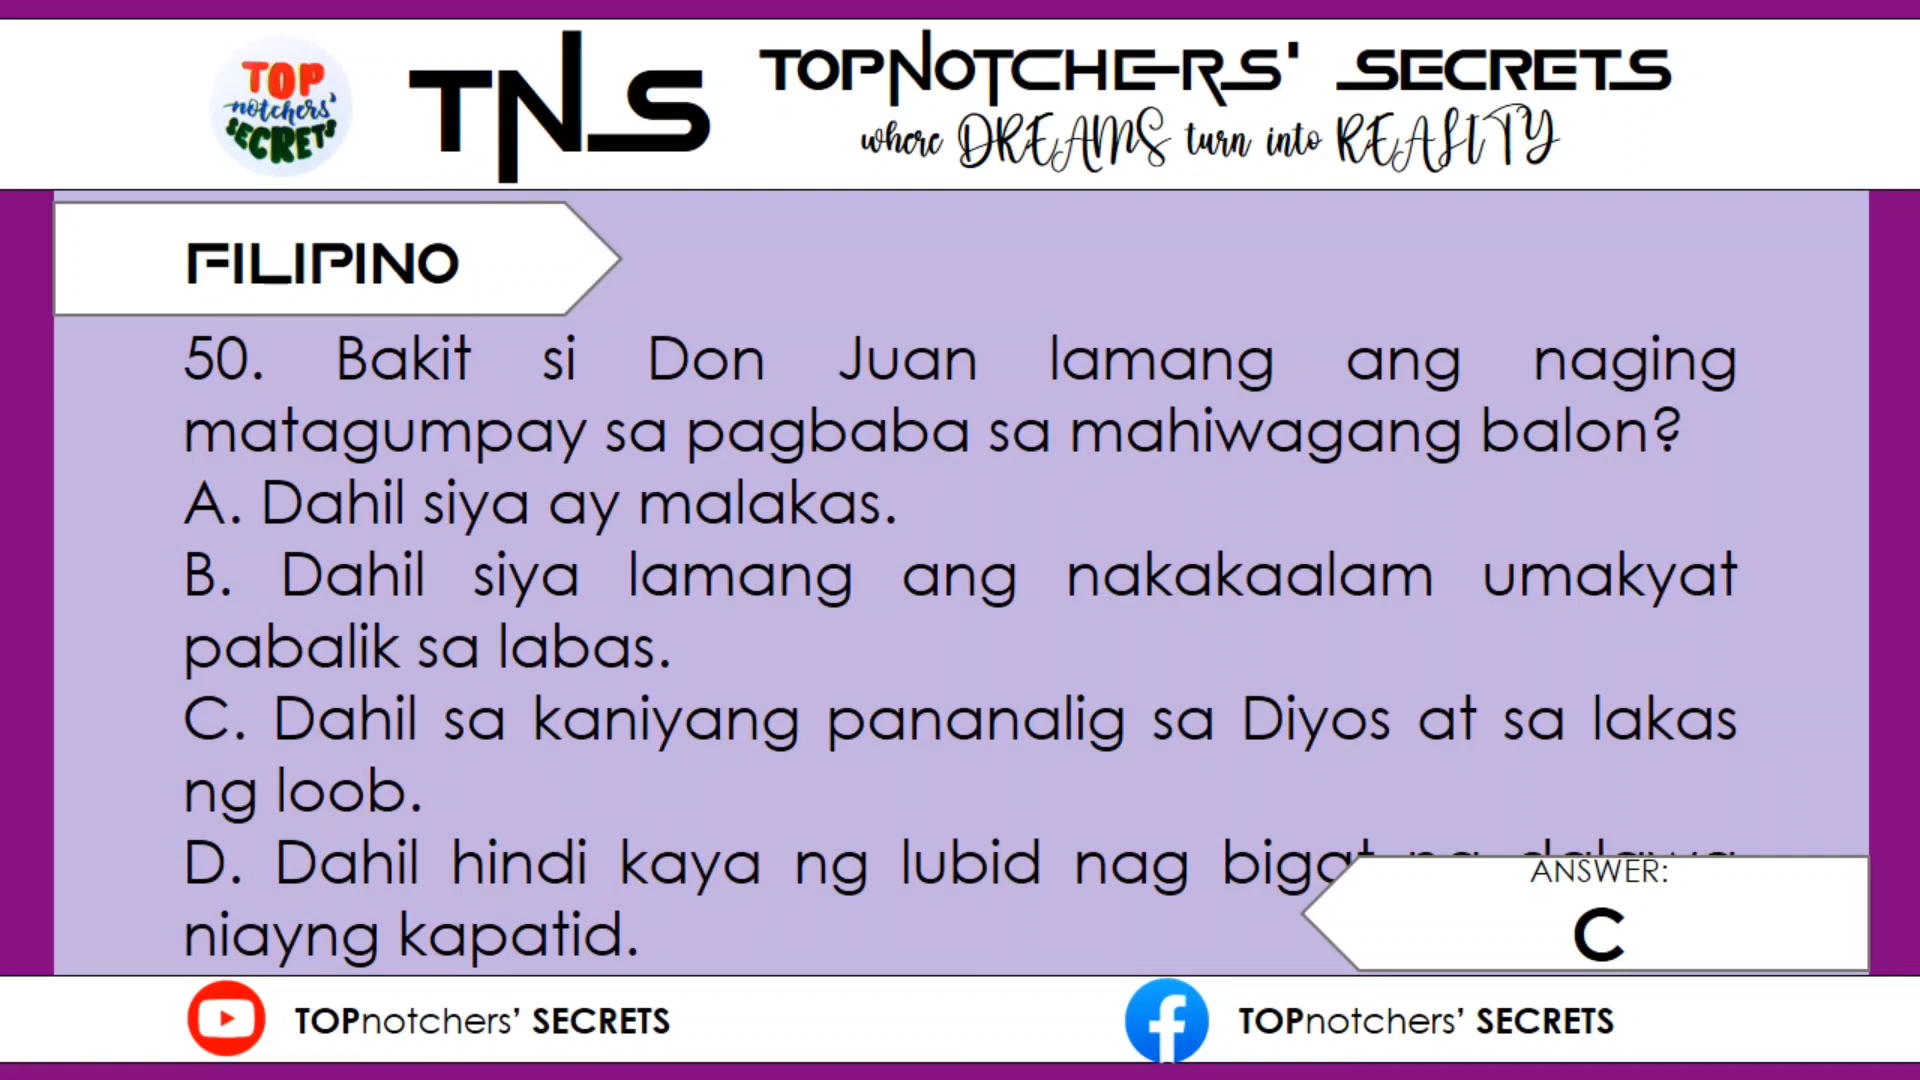 TOP
notchers'
SECRETS
TNS
TOPNOTCHERS' SECRETS
where DREAMS turn into REALITY
FILIPINO
50. Bakit si Don Juan lamang ang naging
matagumpay sa pagbaba sa mahiwagang balon?
A. Dahil siya ay malakas.
B. Dahil siya lamang ang nakakaalam umakyat
pabalik sa labas.
C. Dahil sa kaniyang pananalig sa Diyos at sa lakas
ng loob.
D. Dahil hindi kaya ng lubid nag bigat
niayng kapatid.
ANSWER:
C
TOPnotchers' SECRETS
TOPnotchers' SECRETS